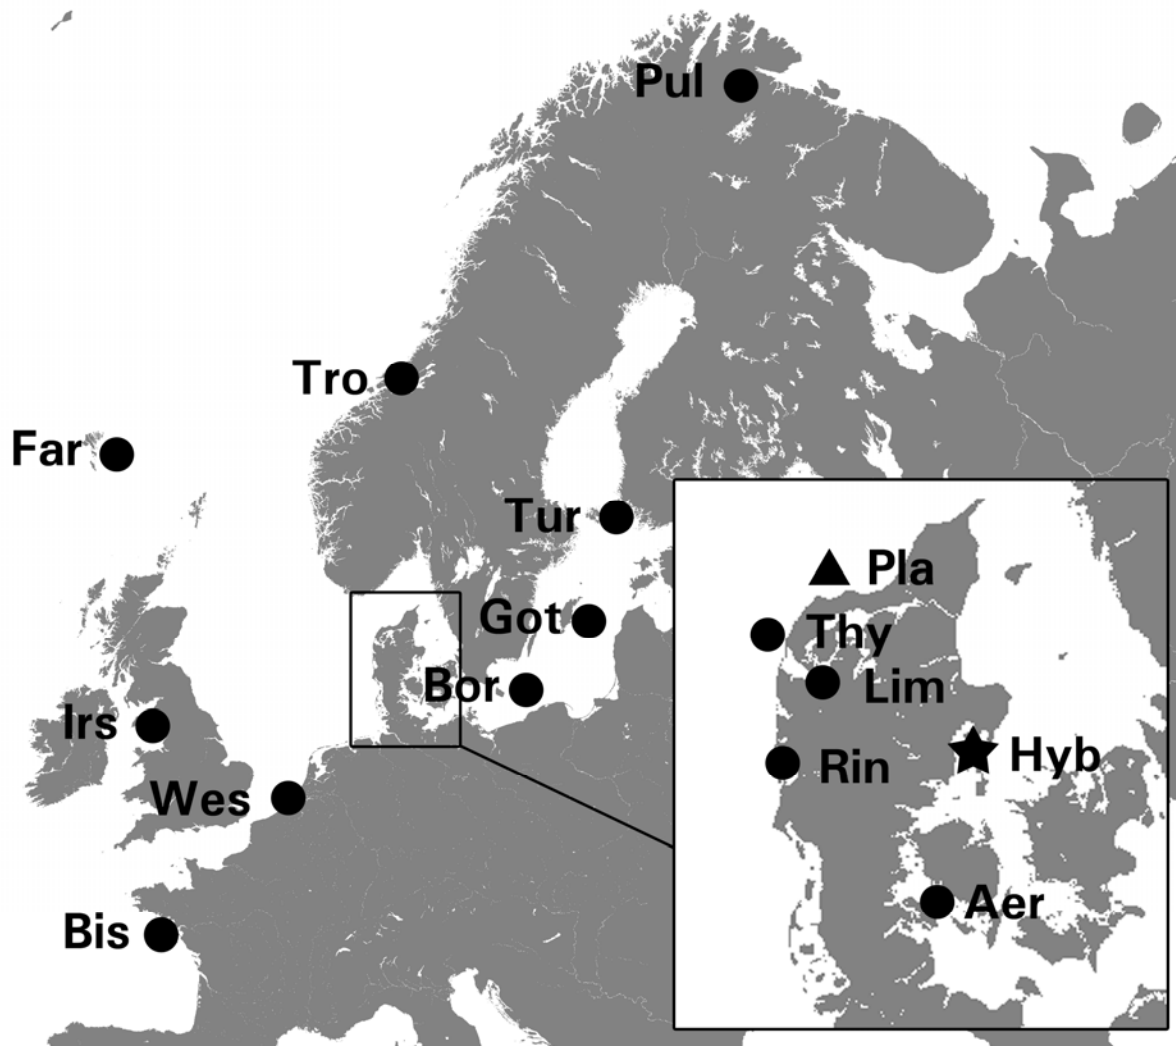 Pul
Tro
Far
Tur
Got
Bor
Irs
Wes
Bis
Pla
Thy
Lim
Rin
Hyb
Aer